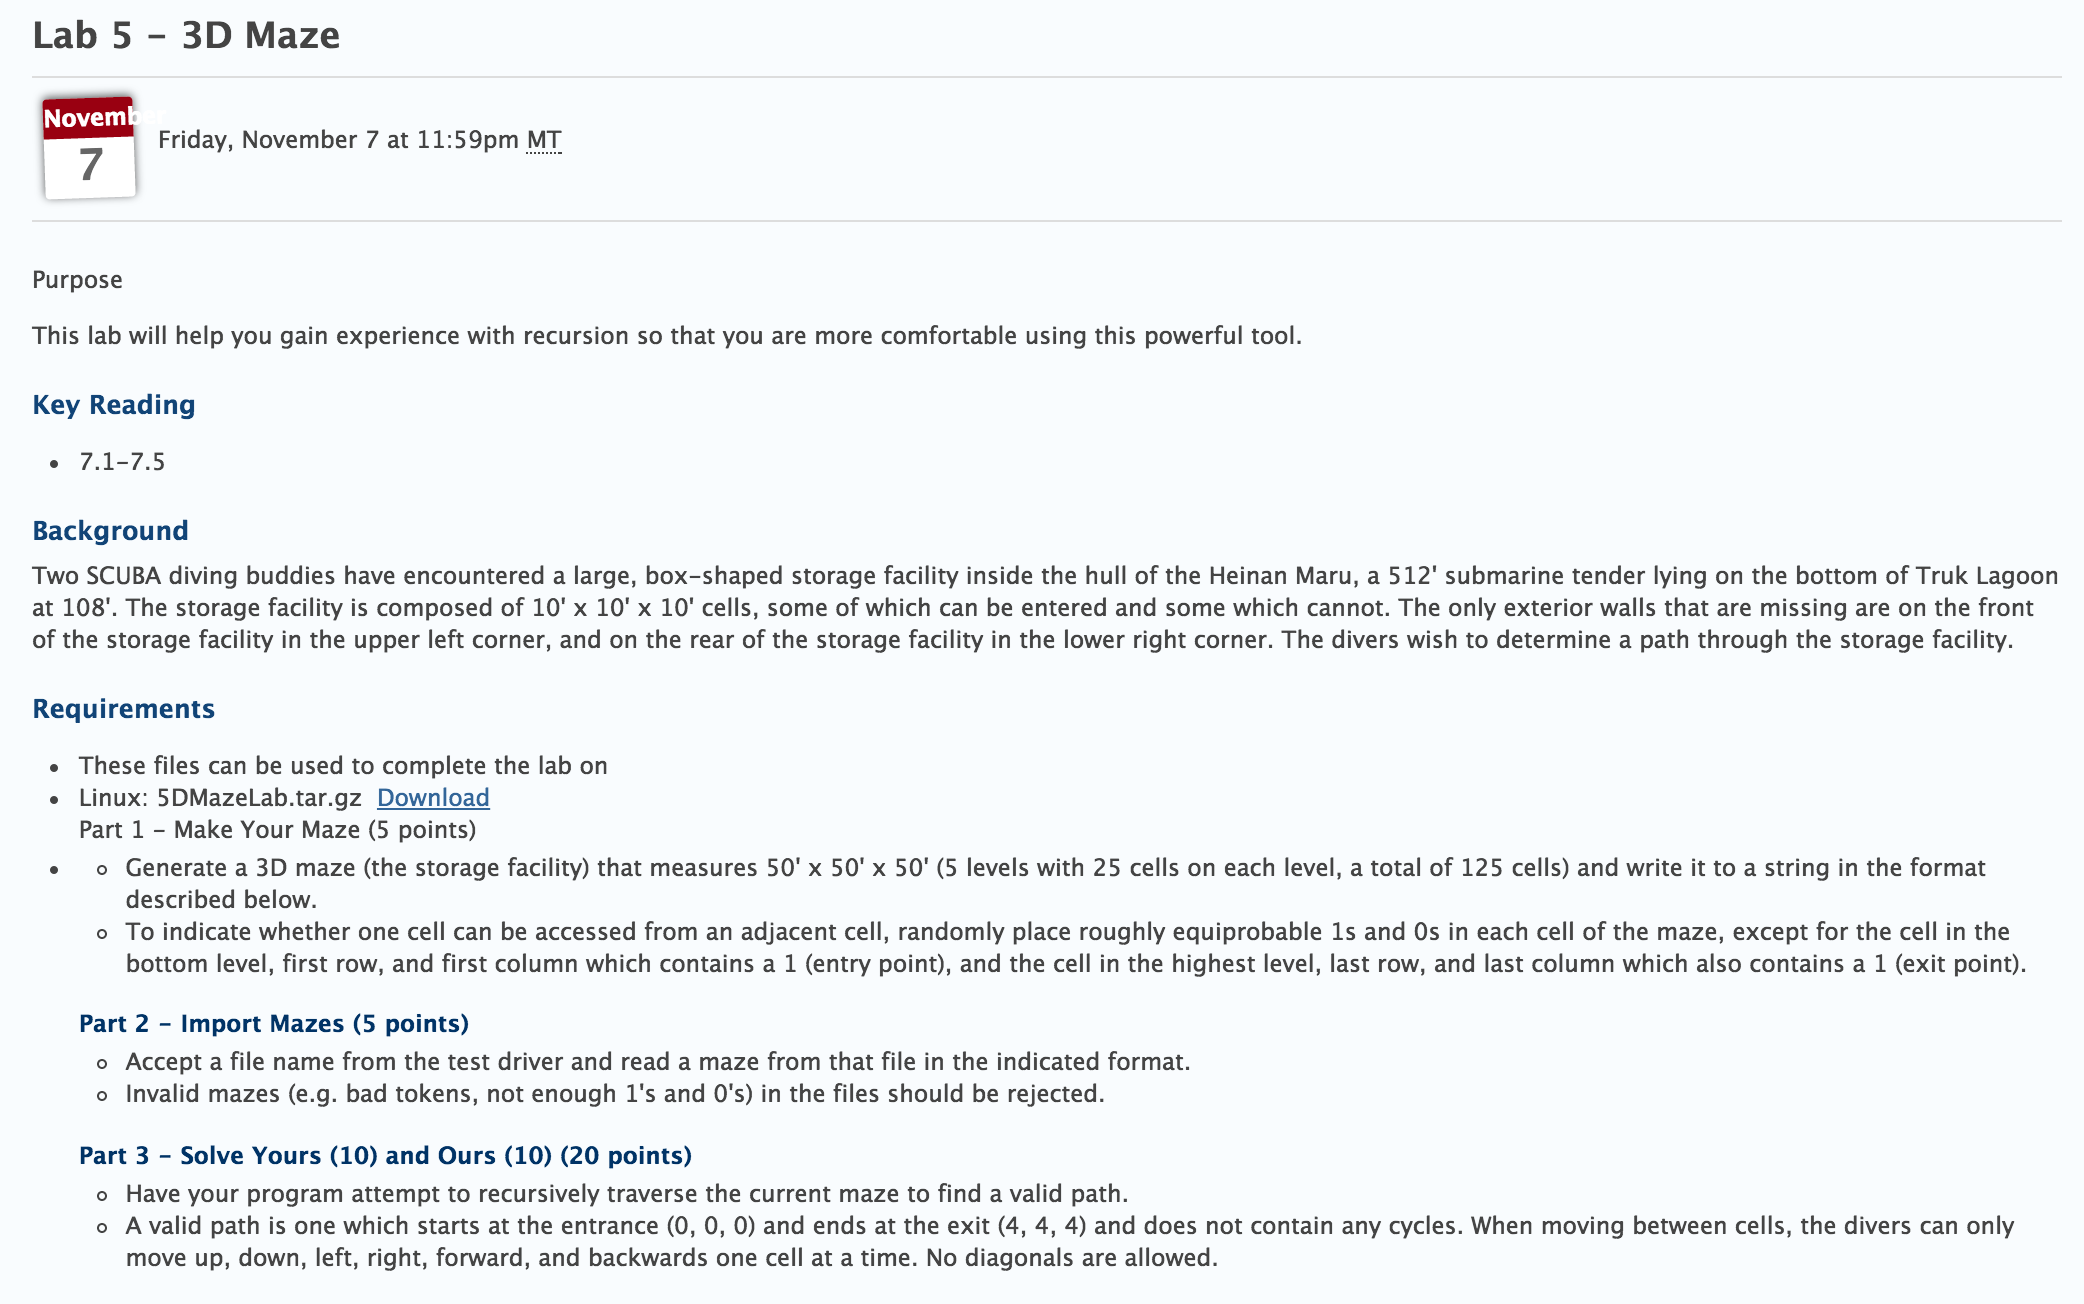 Lab 5 – 3D Maze
November
7
Friday, November 7 at 11:59pm MT
Purpose
This lab will help you gain experience with recursion so that you are more comfortable using this powerful tool.
Key Reading
• 7.1–7.5
Background
Two SCUBA diving buddies have encountered a large, box–shaped storage facility inside the hull of the Heinan Maru, a 512' submarine tender lying on the bottom of Truk Lagoon
at 108'. The storage facility is composed of 10' x 10' x 10' cells, some of which can be entered and some which cannot. The only exterior walls that are missing are on the front
of the storage facility in the upper left corner, and on the rear of the storage facility in the lower right corner. The divers wish to determine a path through the storage facility.
Requirements
• These files can be used to complete the lab on
• Linux: 5DMazeLab.tar.gz Download
Part 1 – Make Your Maze (5 points)
• ◦ Generate a 3D maze (the storage facility) that measures 50' x 50' x 50' (5 levels with 25 cells on each level, a total of 125 cells) and write it to a string in the format
described below.
◦ To indicate whether one cell can be accessed from an adjacent cell, randomly place roughly equiprobable 1s and 0s in each cell of the maze, except for the cell in the
bottom level, first row, and first column which contains a 1 (entry point), and the cell in the highest level, last row, and last column which also contains a 1 (exit point).
Part 2 – Import Mazes (5 points)
◦ Accept a file name from the test driver and read a maze from that file in the indicated format.
◦ Invalid mazes (e.g. bad tokens, not enough 1's and 0's) in the files should be rejected.
Part 3 – Solve Yours (10) and Ours (10) (20 points)
◦ Have your program attempt to recursively traverse the current maze to find a valid path.
◦ A valid path is one which starts at the entrance (0, 0, 0) and ends at the exit (4, 4, 4) and does not contain any cycles. When moving between cells, the divers can only
move up, down, left, right, forward, and backwards one cell at a time. No diagonals are allowed.